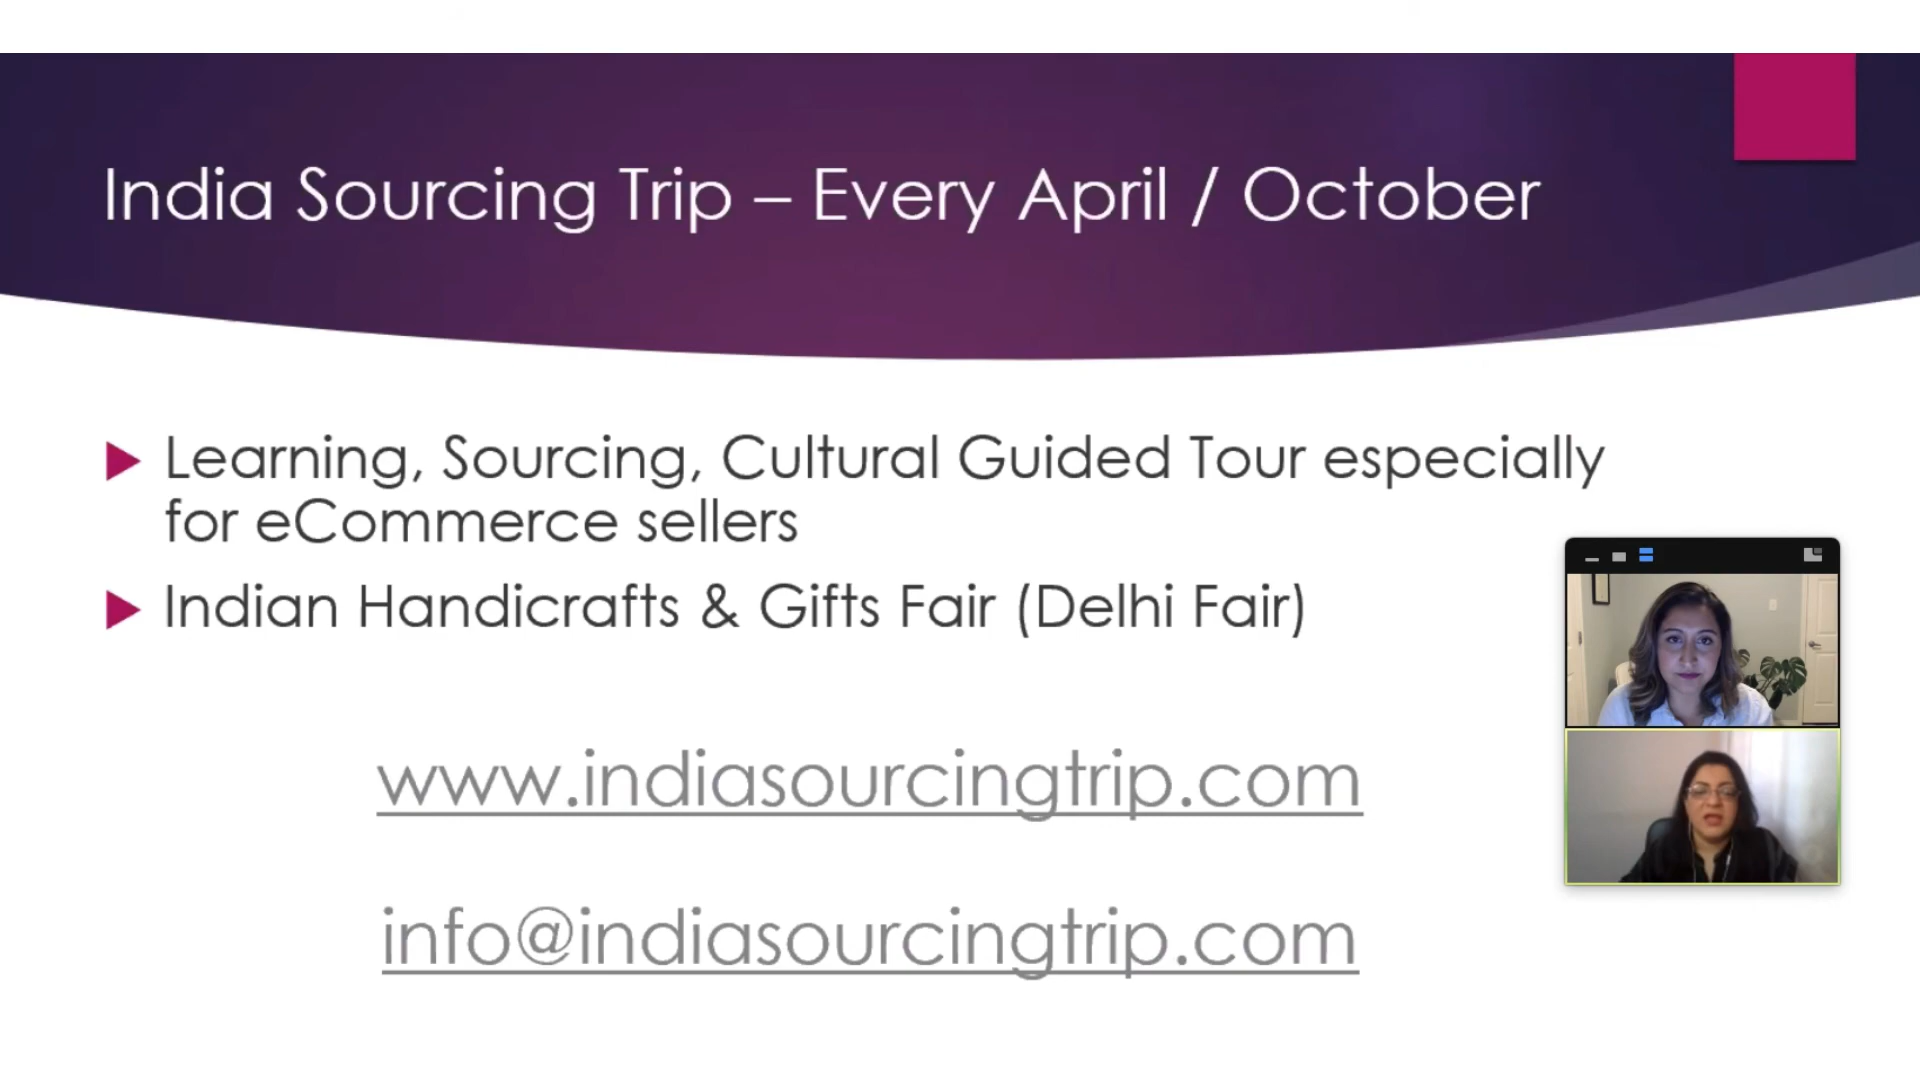 India Sourcing Trip – Every April / October
Learning, Sourcing, Cultural Guided Tour especially
for eCommerce sellers
Indian Handicrafts & Gifts Fair (Delhi Fair)
www.indiasourcingtrip.com
info@indiasourcingtrip.com